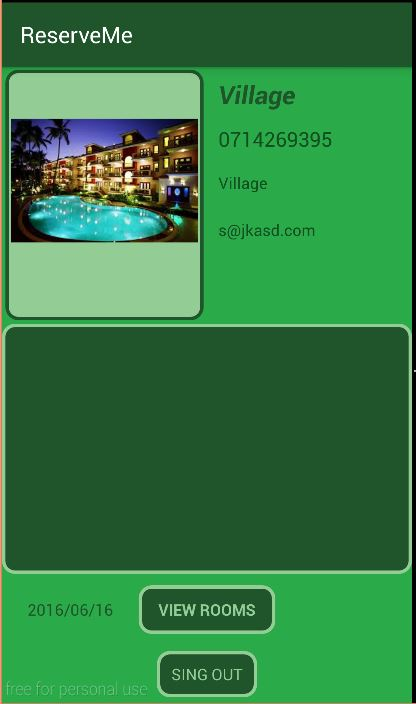 ReserveMe
Village
0714269395
Village
s@jkasd.com
2016/06/16
VIEW ROOMS
SING OUT
free for personal use